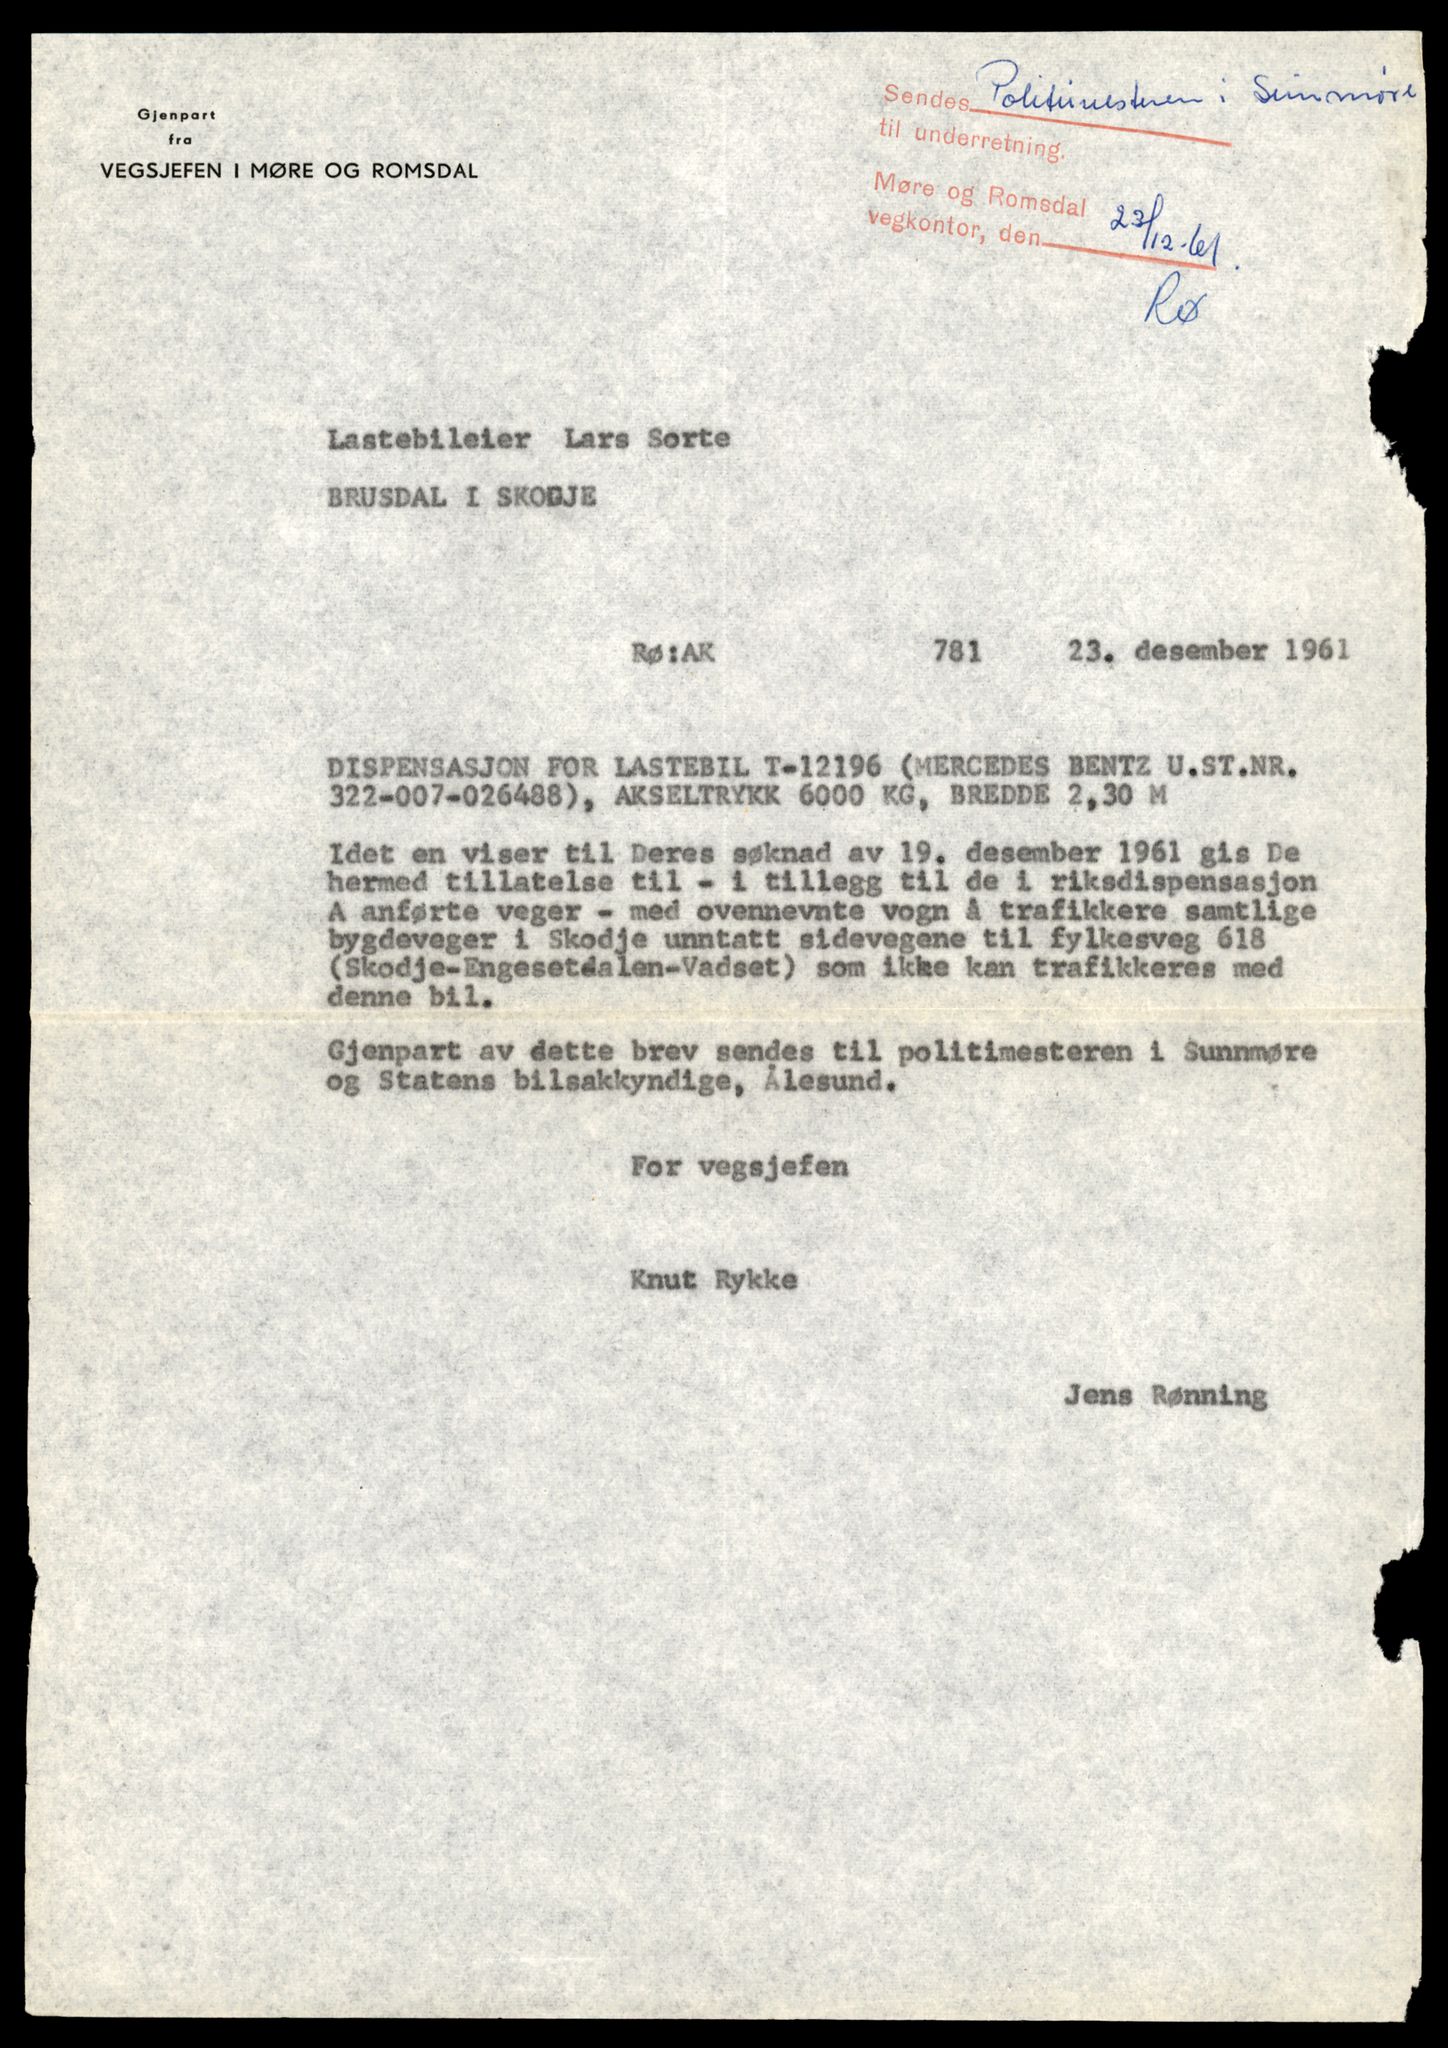 Gjenpart
fra
VEGSJEFEN I MØRE OG ROMSDAL
Sendes Politimesteren i Sunnmøre
til underretning.
Møre og Romsdal
vegkontor, den 23/12-61.
Rø
Lastebileier Lars Sorte
BRUSDAL I SKODJE
Rø:AK 781 23. desember 1961
DISPENSASJON FOR LASTEBIL T-12196 (MERCEDES BENTZ U.ST.NR.
322-007-026488), AKSELTRYKK 6000 KG, BREDDE 2,30 M
Idet en viser til Deres søknad av 19. desember 1961 gis De
hermed tillatelse til - i tillegg til de i riksdispensasjon
A anførte veger - med ovennevnte vogn å trafikkere samtlige
bygdeveger i Skodje unntatt sidevegene til fylkesveg 618
(Skodje-Engesetdalen-Vadset) som ikke kan trafikkeres med
denne bil.
Gjenpart av dette brev sendes til politimesteren i Sunnmøre
og Statens bilsakkyndige, Ålesund.
For vegsjefen
Knut Rykke
Jens Rønning